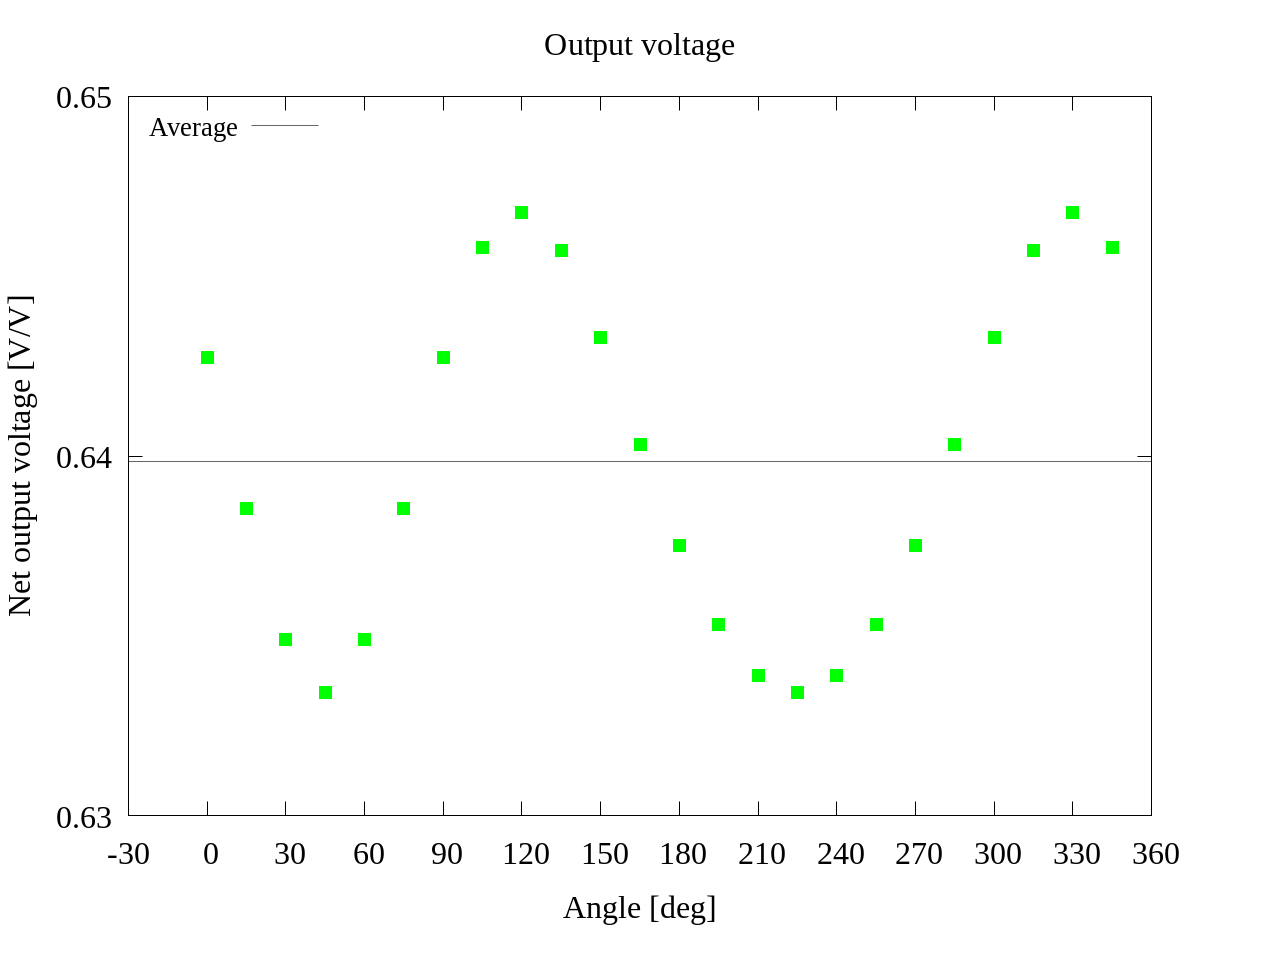 Output voltage
0.65
Average
0.64
0.63
Net output voltage [V/V]
-30 0 30 60 90 120 150 180 210 240 270 300 330 360
Angle [deg]